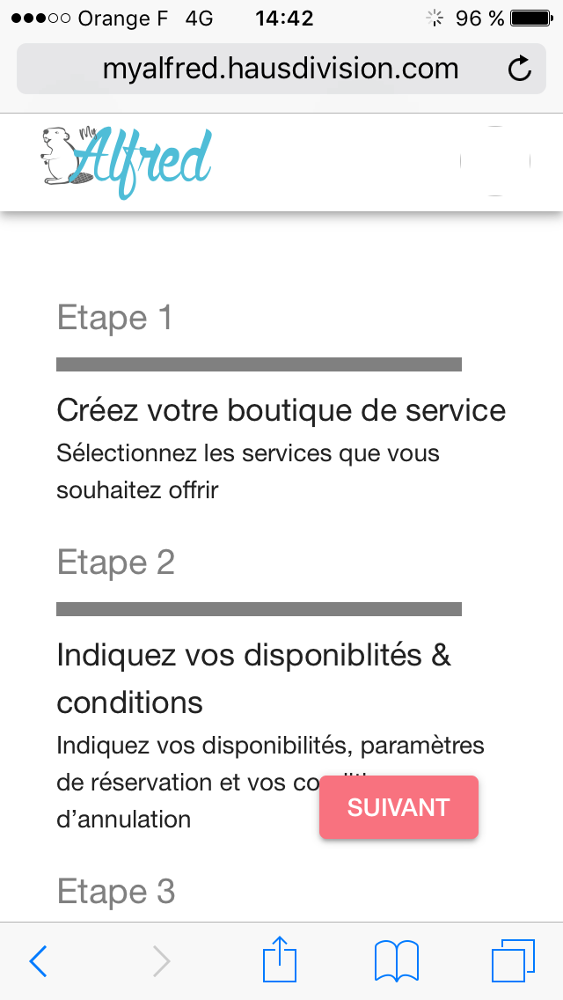 Orange F 4G 14:42 96 %
myalfred.hausdivision.com
My Alfred
Etape 1
Créez votre boutique de service
Sélectionnez les services que vous
souhaitez offrir
Etape 2
Indiquez vos disponiblités &
conditions
Indiquez vos disponibilités, paramètres
de réservation et vos
d’annulation
SUIVANT
Etape 3